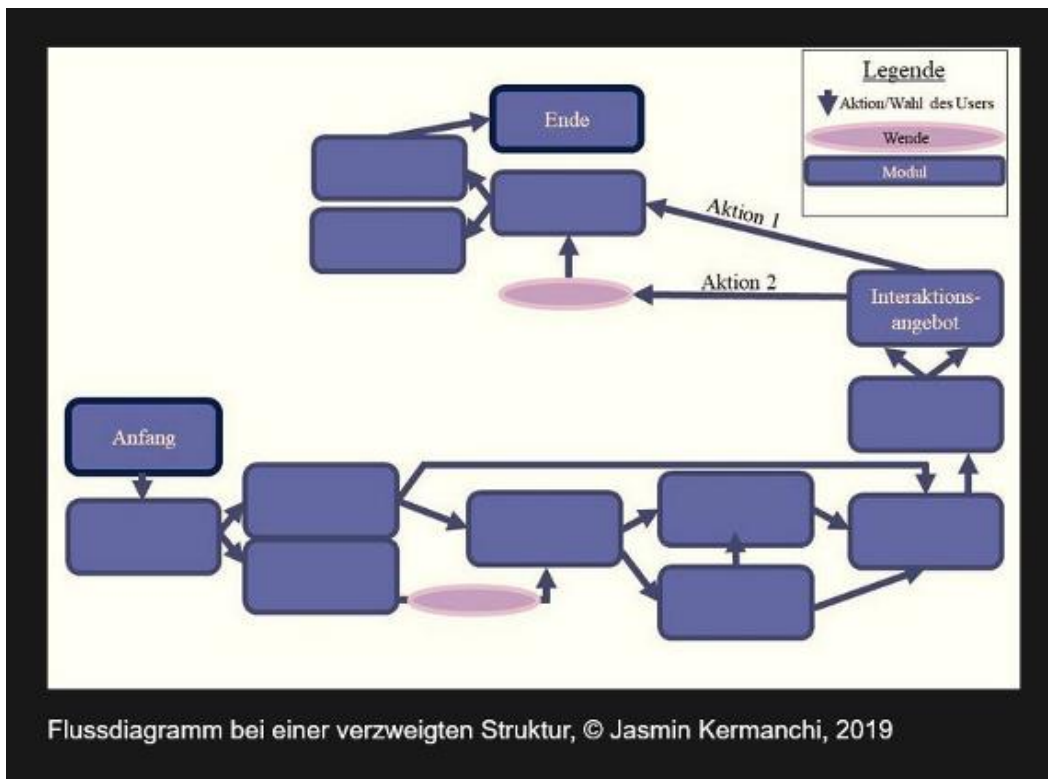 Legende
Aktion/Wahl des Users
Wende
Modul
Ende
Aktion 1
Aktion 2
Interaktions-
angebot
Anfang
Flussdiagramm bei einer verzweigten Struktur, © Jasmin Kermanchi, 2019